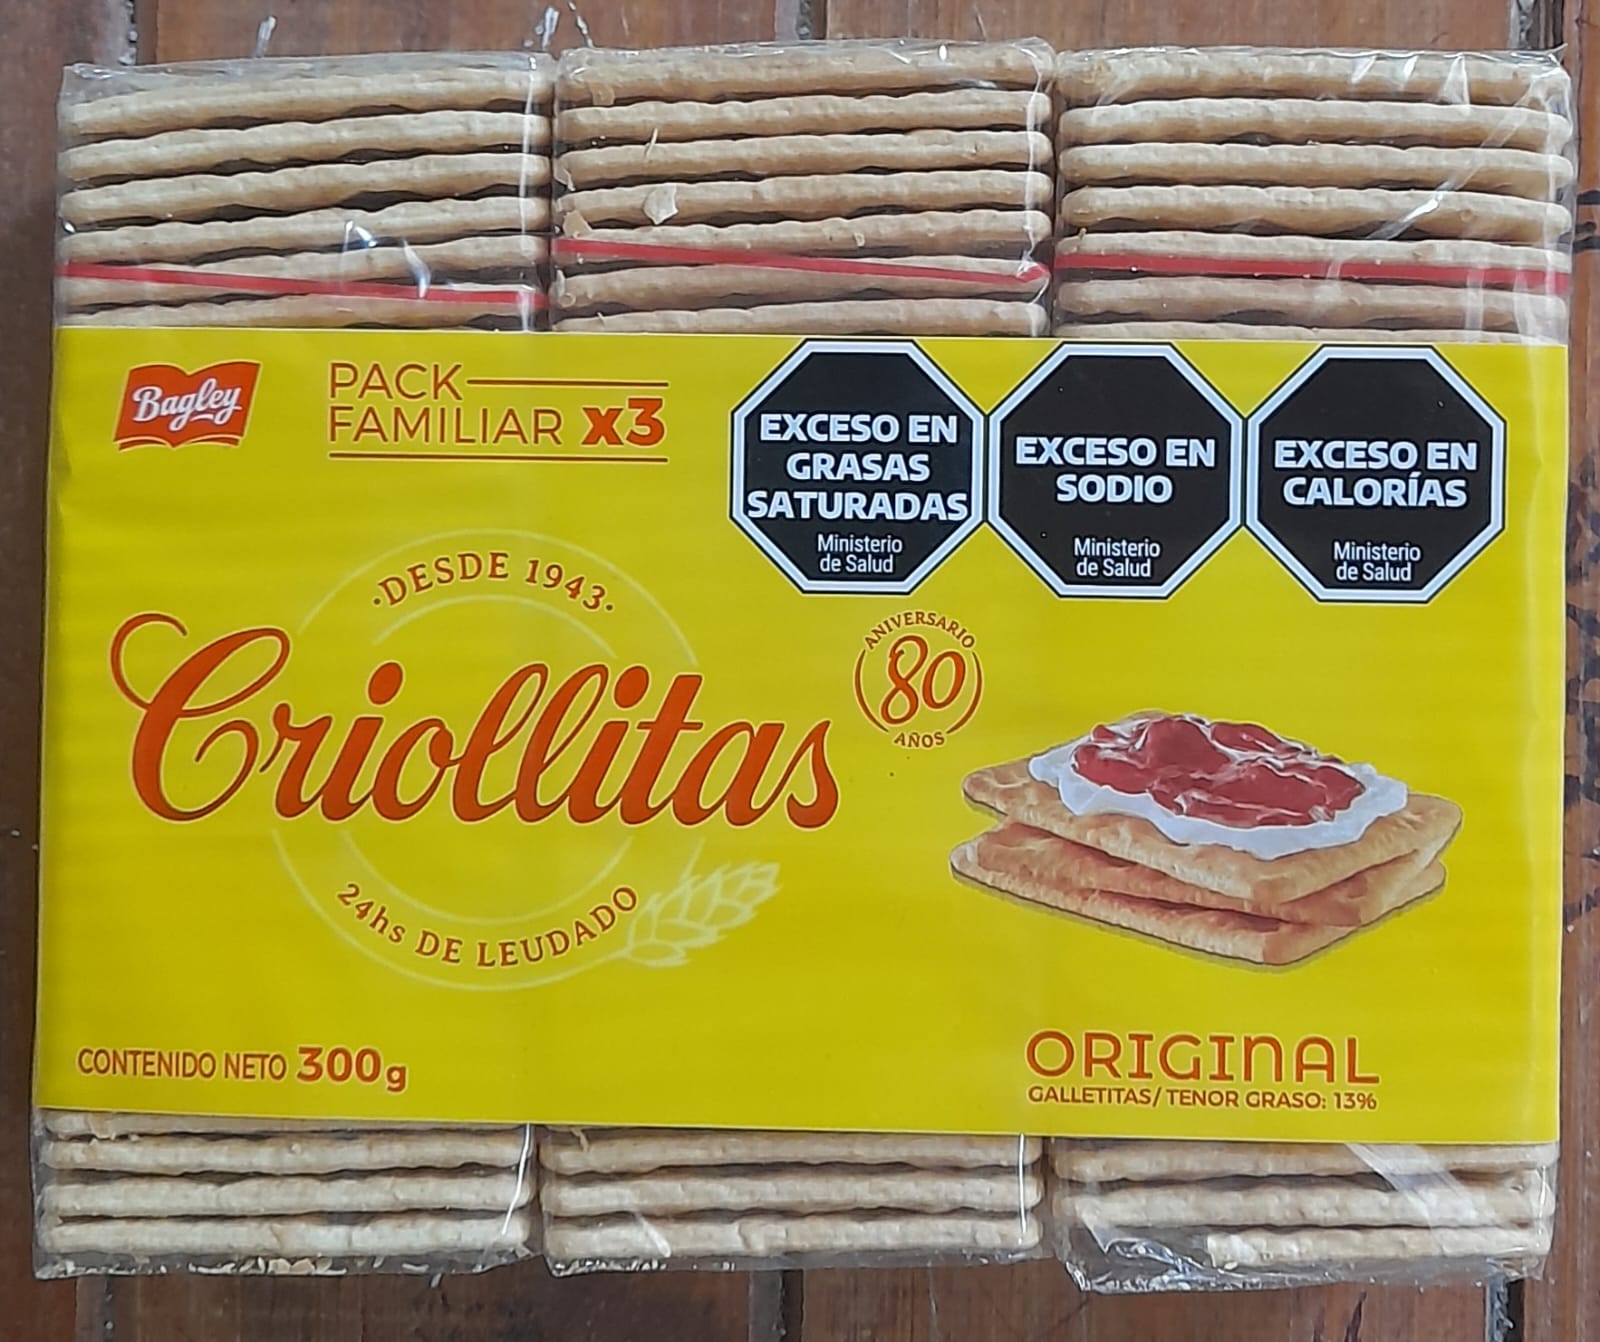 Bagley
PACK
FAMILIAR x3
EXCESO EN
GRASAS
SATURADAS
Ministerio
de Salud
EXCESO EN
SODIO
Ministerio
de Salud
EXCESO EN
CALORÍAS
Ministerio
de Salud
·DESDE 1943·
Criollitas
24hs DE LEUDADO
ANIVERSARIO
80
AÑOS
CONTENIDO NETO 300g
ORIGINAL
GALLETITAS/ TENOR GRASO: 13%